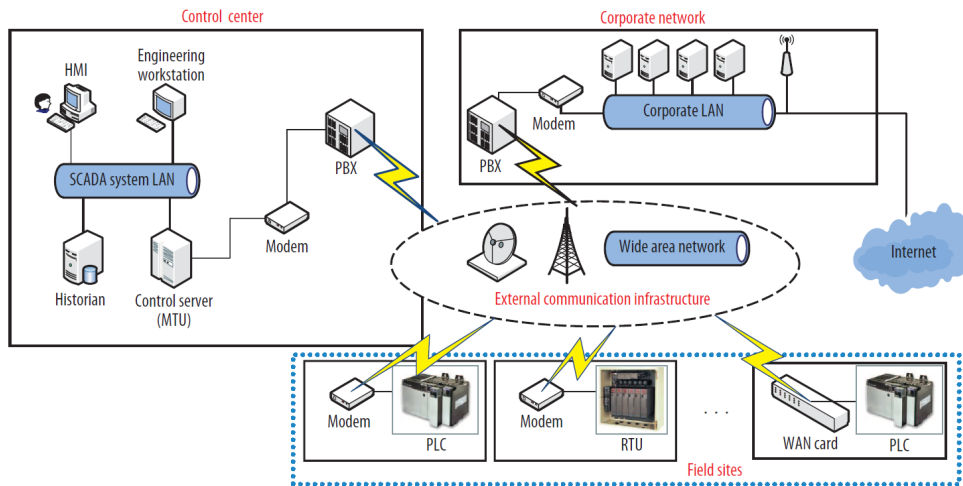 Control center
Corporate network
HMI
Engineering
workstation
PBX
SCADA system LAN
Modem
Historian
Control server
(MTU)
Modem
Corporate LAN
PBX
Internet
Wide area network
External communication infrastructure
Modem
PLC
Modem
RTU
. . .
WAN card
PLC
Field sites